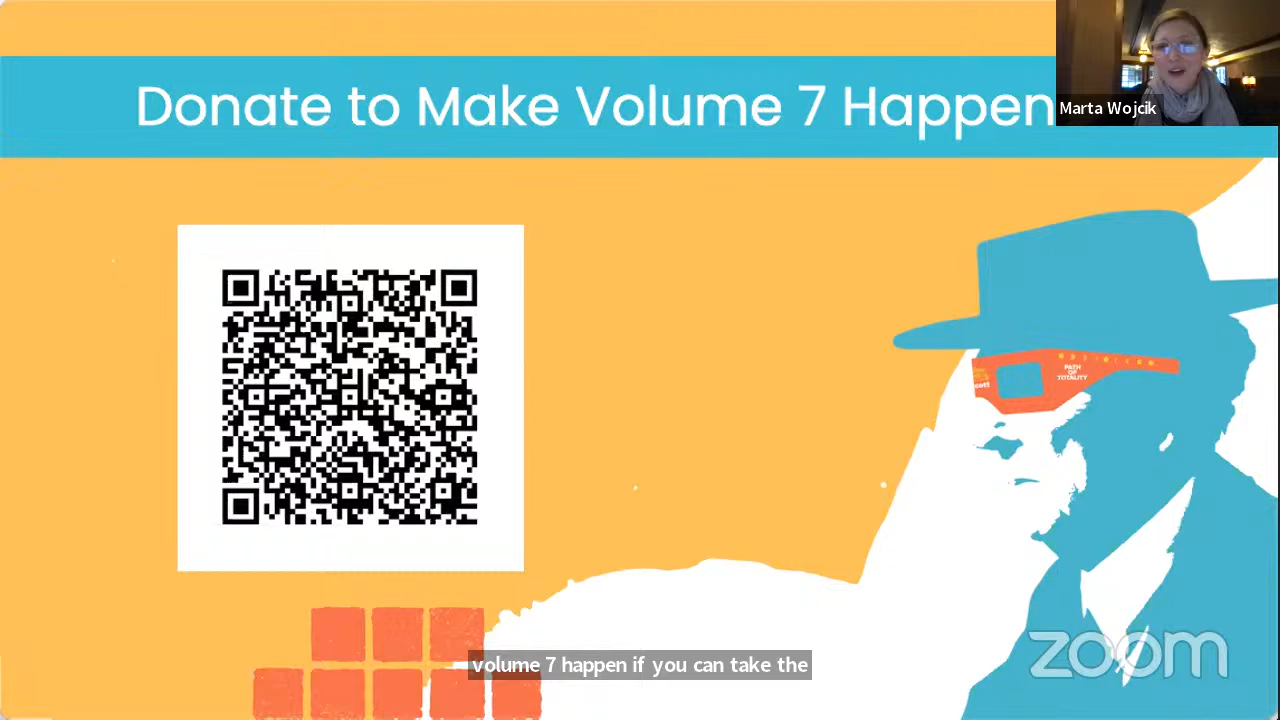 Donate to Make Volume 7 Happen
Marta Wojcik
PATH
OF
TOTALITY
cott
volume 7 happen if you can take the
zoom